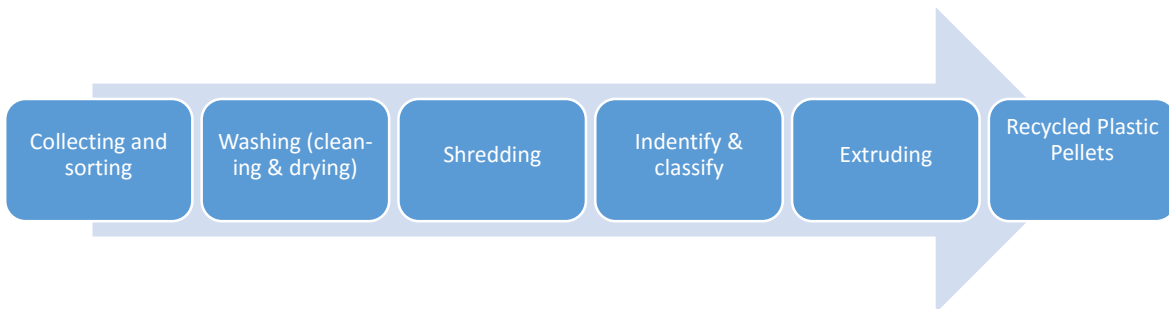 Collecting and
sorting
Washing (clean-
ing & drying)
Shredding
Indentify &
classify
Extruding
Recycled Plastic
Pellets